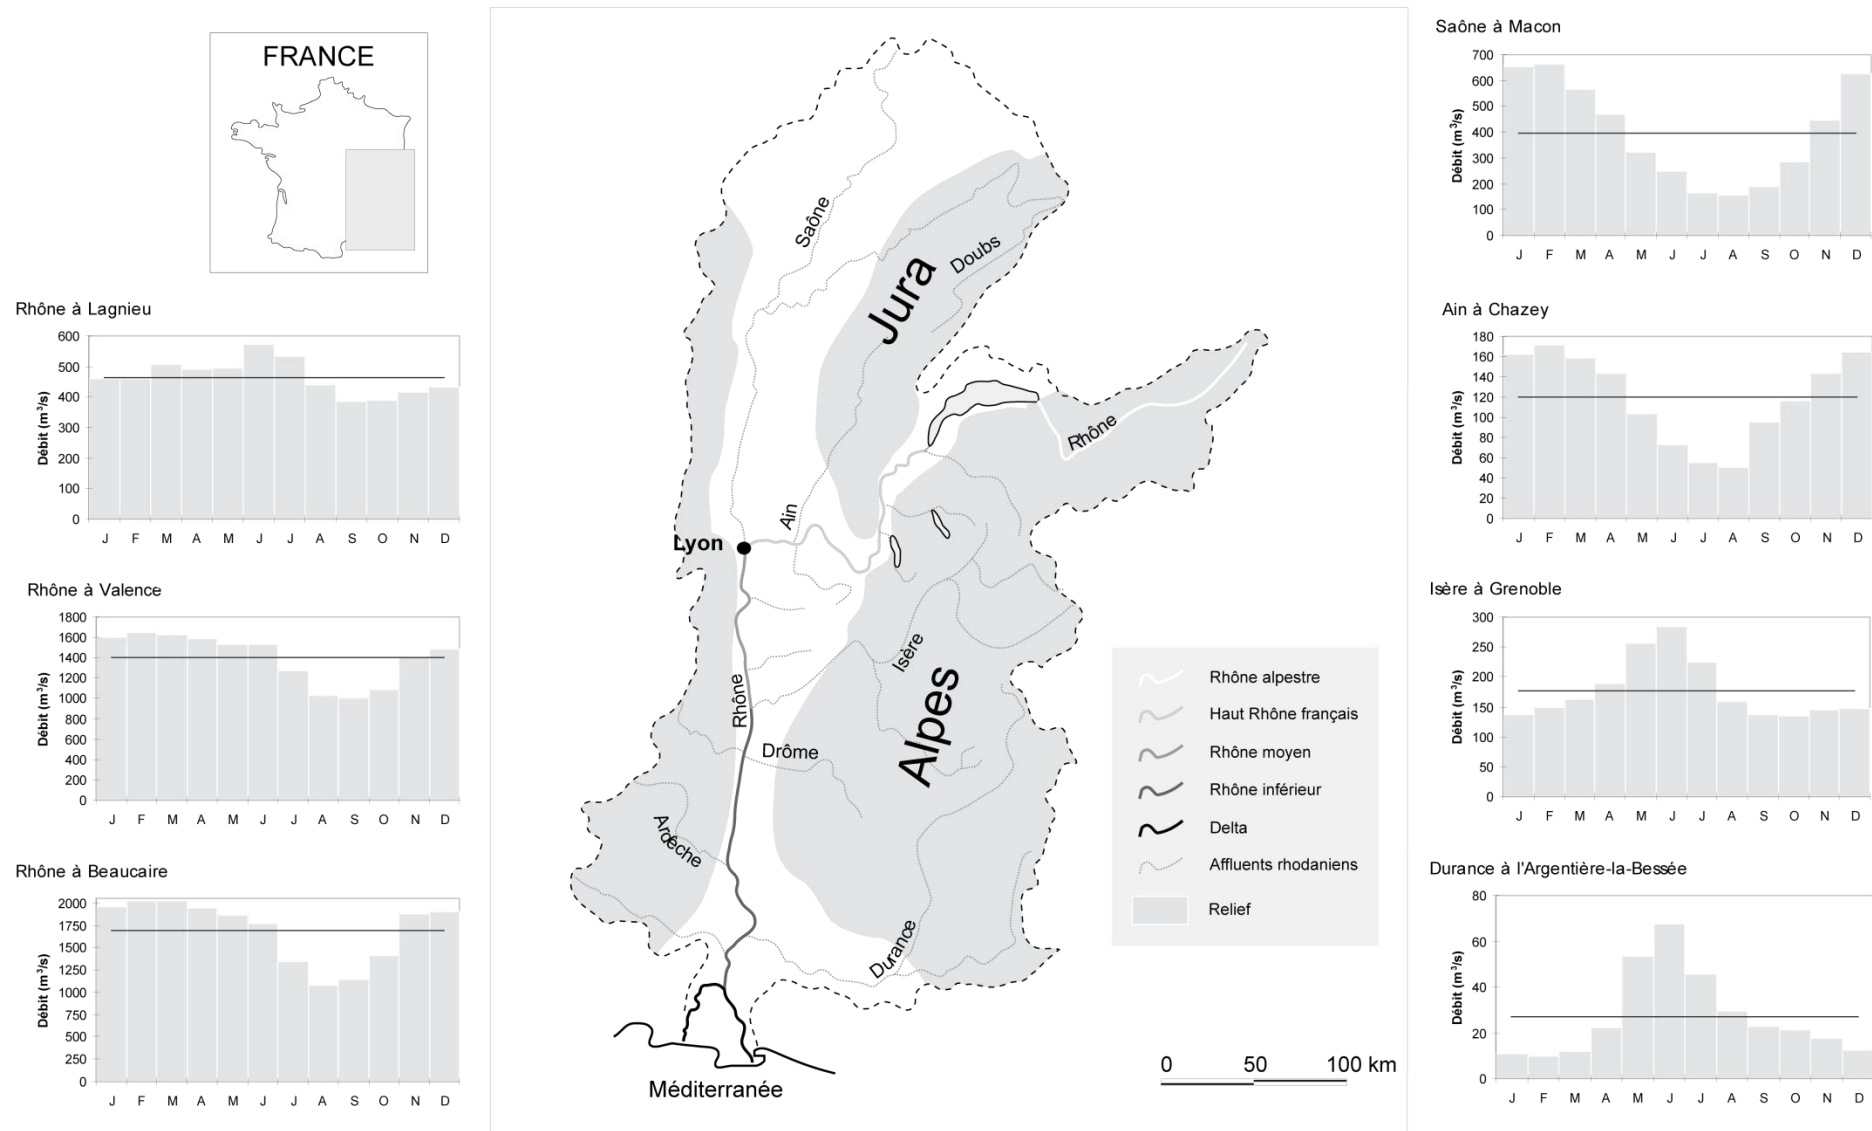 FRANCE
Rhône à Lagnieu
Débit (m³/s)
600
500
400
300
200
100
0
J F M A M J J A S O N D
Rhône à Valence
Débit (m³/s)
1800
1600
1400
1200
1000
800
600
400
200
0
J F M A M J J A S O N D
Rhône à Beaucaire
Débit (m³/s)
2000
1750
1500
1250
1000
750
500
250
0
J F M A M J J A S O N D
Saône
Doubs
Jura
Rhône
Ain
Lyon
Isère
Rhône
Alpes
Drôme
Ardèche
Durance
Méditerranée
Rhône alpestre
Haut Rhône français
Rhône moyen
Rhône inférieur
Delta
Affluents rhodaniens
Relief
0 50 100 km
Saône à Macon
Débit (m³/s)
700
600
500
400
300
200
100
0
J F M A M J J A S O N D
Ain à Chazey
Débit (m³/s)
180
160
140
120
100
80
60
40
20
0
J F M A M J J A S O N D
Isère à Grenoble
Débit (m³/s)
300
250
200
150
100
50
0
J F M A M J J A S O N D
Durance à l'Argentière-la-Bessée
Débit (m³/s)
80
60
40
20
0
J F M A M J J A S O N D